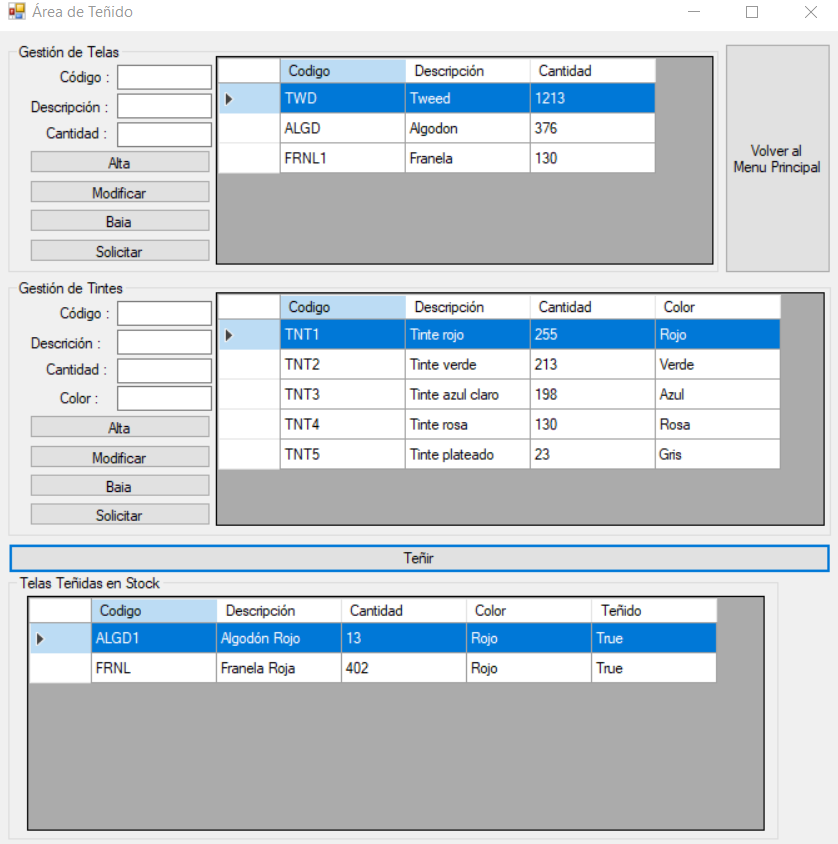 Área de Teñido
Gestión de Telas
Código :
Descripción :
Cantidad :
Alta
Modificar
Baja
Solicitar
Codigo Descripción Cantidad
TWD Tweed 1213
ALGD Algodon 376
FRNL1 Franela 130
Volver al
Menu Principal
Gestión de Tintes
Código :
Descrición :
Cantidad :
Color :
Alta
Modificar
Baja
Solicitar
Codigo Descripción Cantidad Color
TNT1 Tinte rojo 255 Rojo
TNT2 Tinte verde 213 Verde
TNT3 Tinte azul claro 198 Azul
TNT4 Tinte rosa 130 Rosa
TNT5 Tinte plateado 23 Gris
Teñir
Telas Teñidas en Stock
Codigo Descripción Cantidad Color Teñido
ALGD1 Algodón Rojo 13 Rojo True
FRNL Franela Roja 402 Rojo True